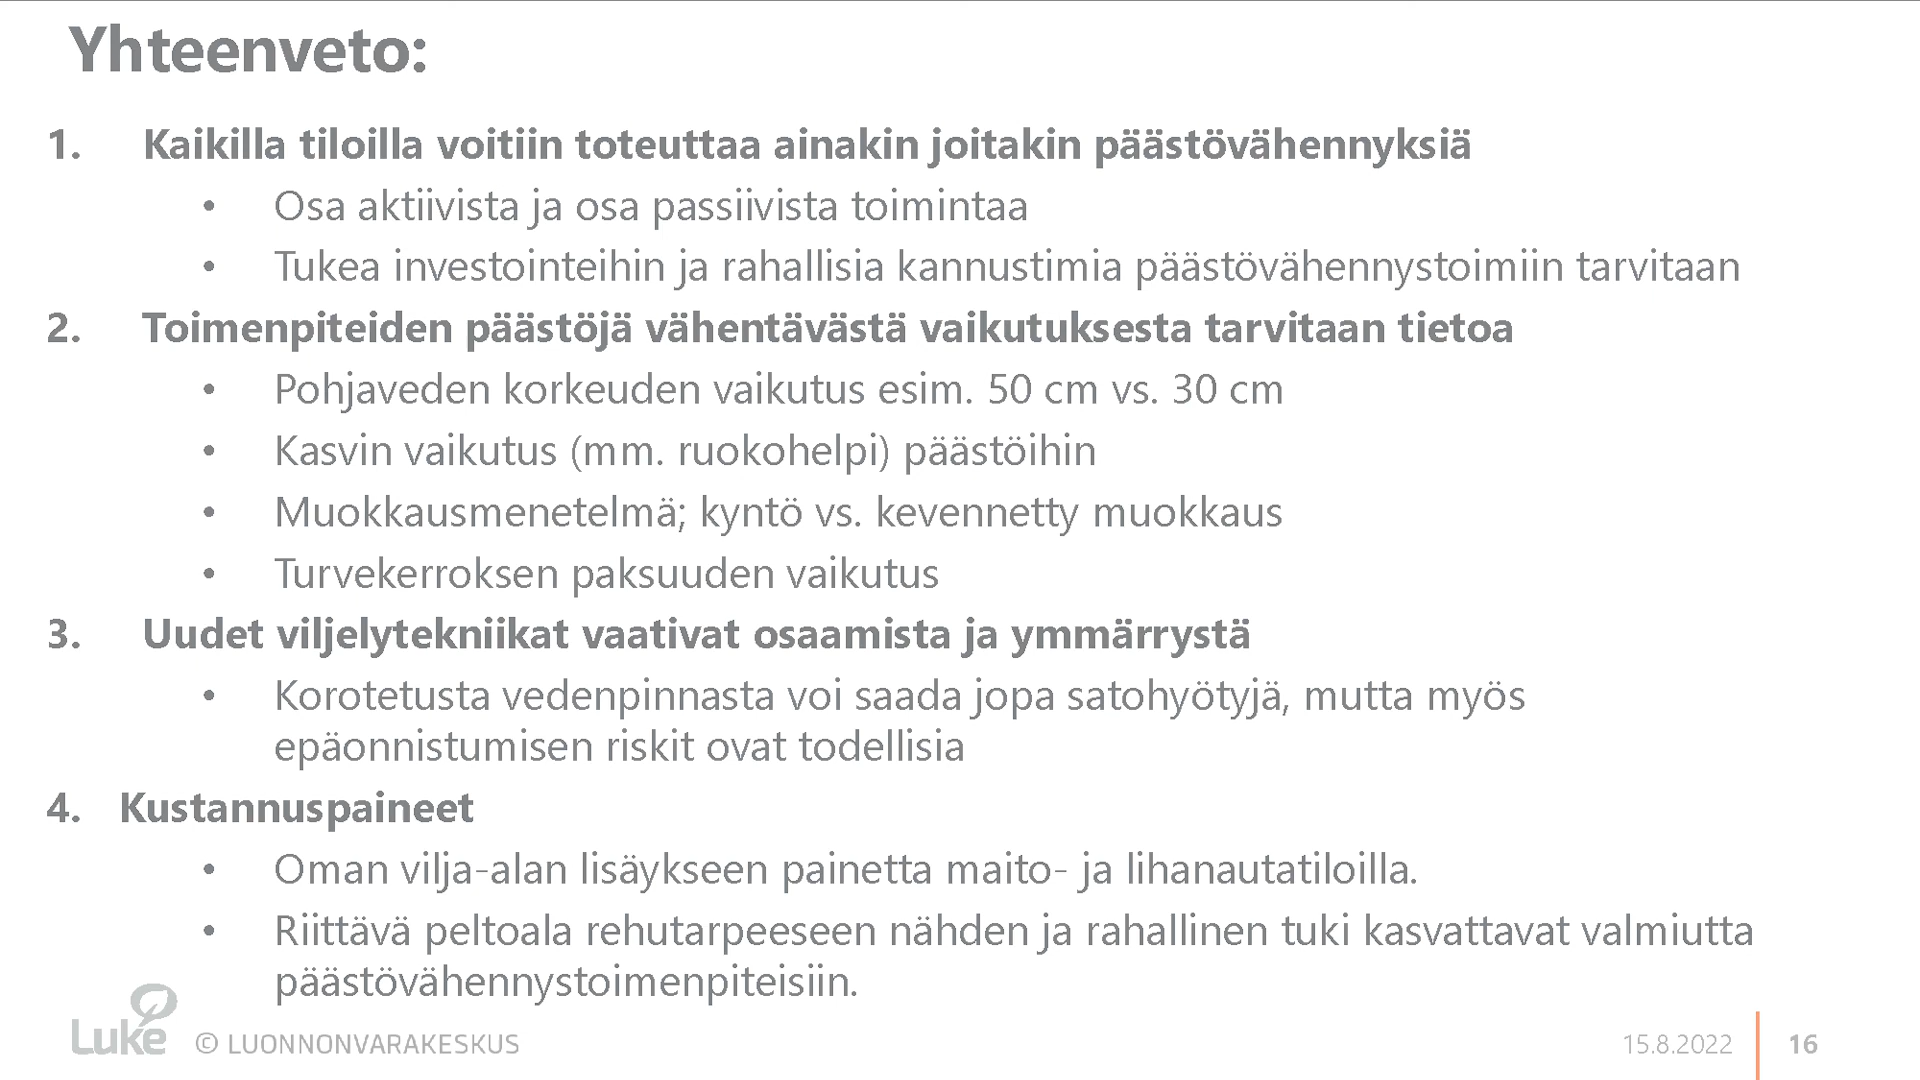 Yhteenveto:
1. Kaikilla tiloilla voitiin toteuttaa ainakin joitakin päästövähennyksiä
• Osa aktiivista ja osa passiivista toimintaa
• Tukea investointeihin ja rahallisia kannustimia päästövähennystoimiin tarvitaan
2. Toimenpiteiden päästöjä vähentävästä vaikutuksesta tarvitaan tietoa
• Pohjaveden korkeuden vaikutus esim. 50 cm vs. 30 cm
• Kasvin vaikutus (mm. ruokohelpi) päästöihin
• Muokkausmenetelmä; kyntö vs. kevennetty muokkaus
• Turvekerroksen paksuuden vaikutus
3. Uudet viljelytekniikat vaativat osaamista ja ymmärrystä
• Korotetusta vedenpinnasta voi saada jopa satohyötyjä, mutta myös
epäonnistumisen riskit ovat todellisia
4. Kustannuspaineet
• Oman vilja-alan lisäykseen painetta maito- ja lihanautatiloilla.
• Riittävä peltoala rehutarpeeseen nähden ja rahallinen tuki kasvattavat valmiutta
päästövähennystoimenpiteisiin.
Luke © LUONNONVARAKESKUS 15.8.2022 16